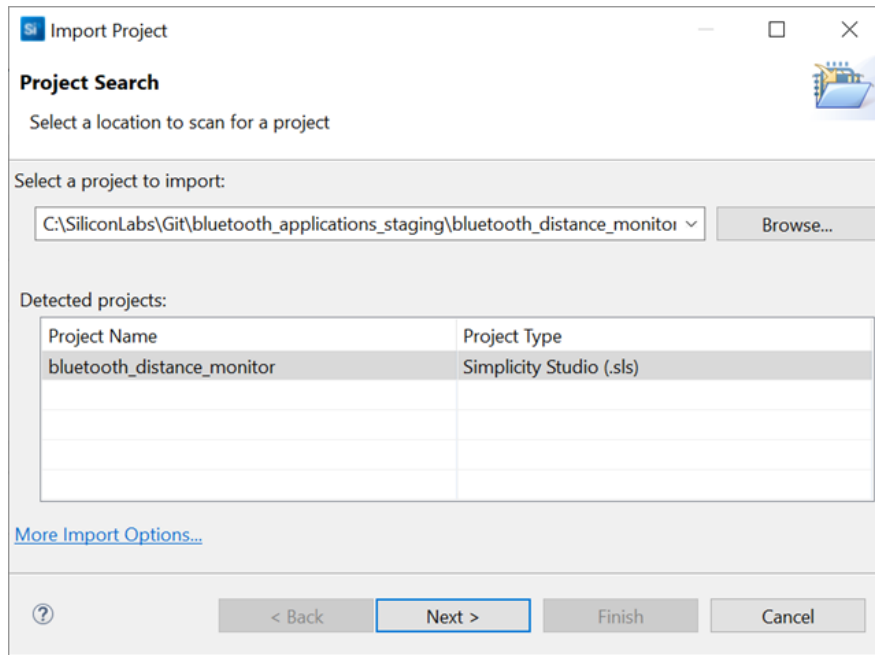 Si Import Project
Project Search
Select a location to scan for a project
Select a project to import:
C:\SiliconLabs\Git\bluetooth_applications_staging\bluetooth_distance_monitor Browse...
Detected projects:
Project Name Project Type
bluetooth_distance_monitor Simplicity Studio (.sls)
More Import Options...
? < Back Next > Finish Cancel